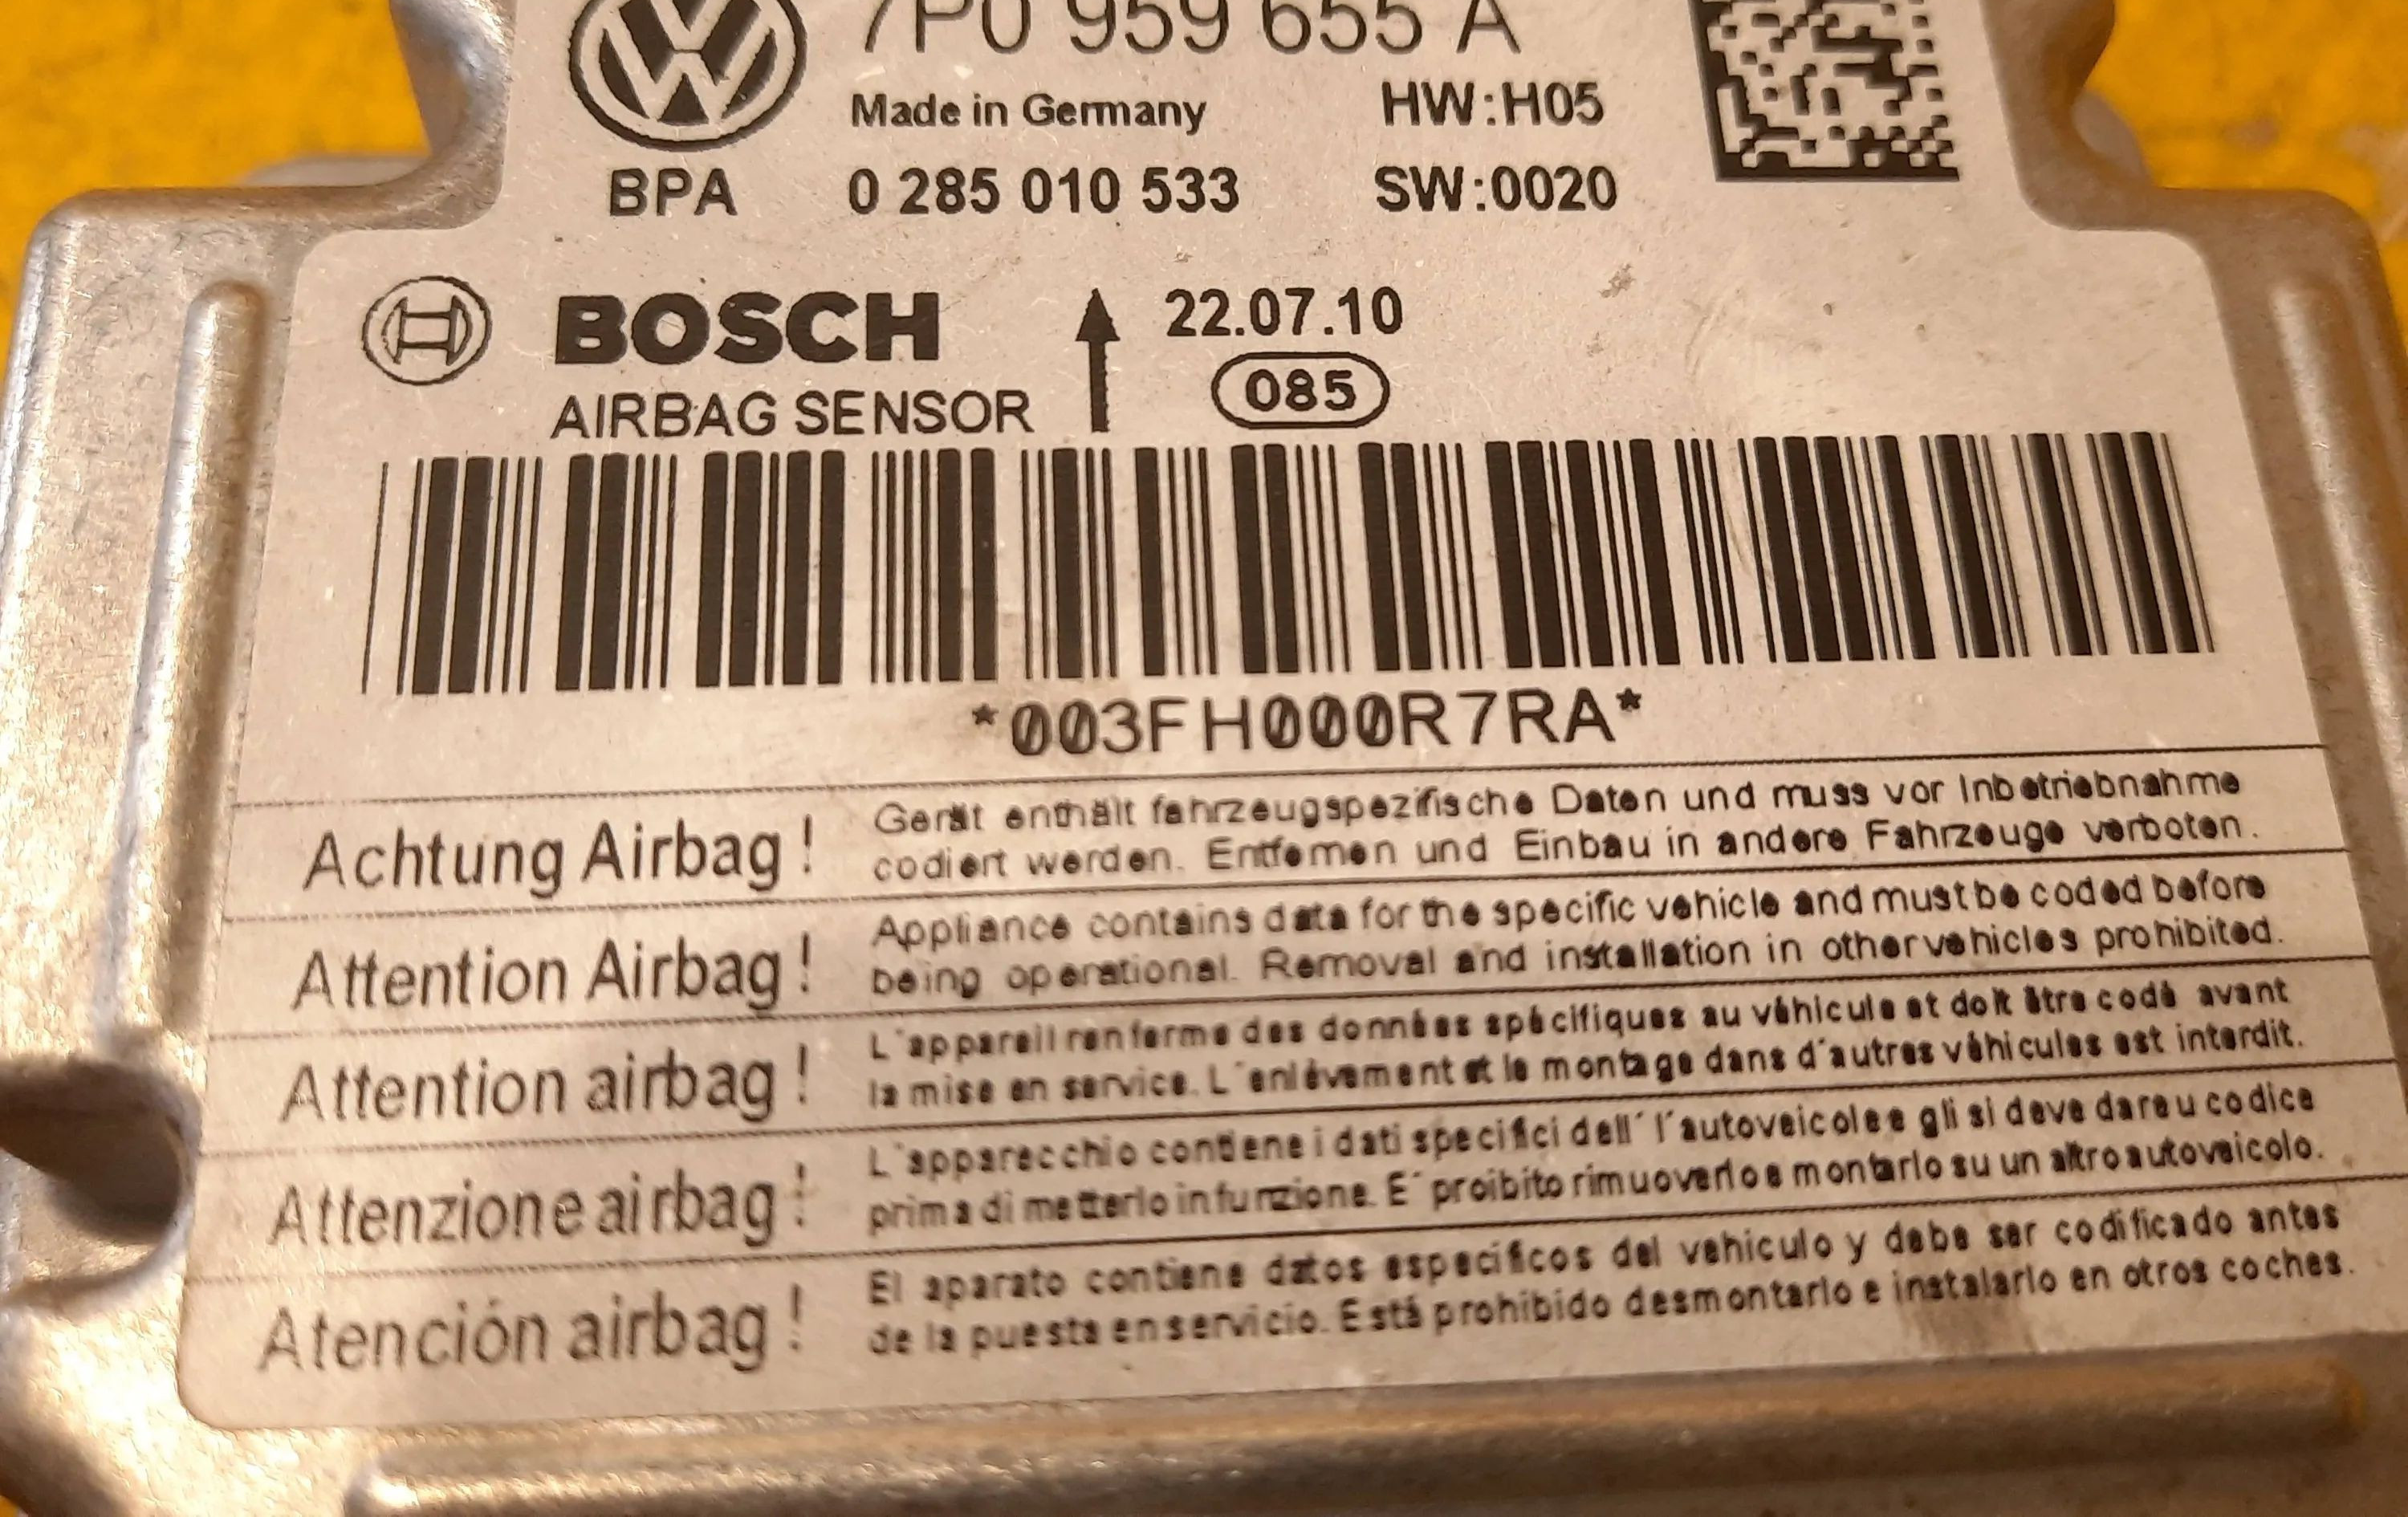 7P0 959 655 A
Made in Germany HW:H05
BPA 0 285 010 533 SW:0020
BOSCH 22.07.10
AIRBAG SENSOR 085
*003FH000R7RA*
Achtung Airbag! Gerät enthält fahrzeugspezifische Daten und muss vor Inbetriebnahme
codiert werden. Entfernen und Einbau in andere Fahrzeuge verboten.
Attention Airbag! Appliance contains data for the specific vehicle and must be coded before
being operational. Removal and installation in other vehicles prohibited.
Attention airbag! L´appareil renferme des données spécifiques au véhicule et doit être codé avant
la mise en service. L´enlèvement et le montage dans d´autres véhicules est interdit.
Attenzione airbag! L´apparecchio contiene i dati specifici dell´ l´autoveicolo e gli si deve dare u codice
prima di metterlo in funzione. E´ proibito rimuoverlo e montarlo su un altro autoveicolo.
Atención airbag! El aparato contiene datos específicos del vehículo y debe ser codificado antes
de la puesta en servicio. Está prohibido desmontarlo e instalarlo en otros coches.